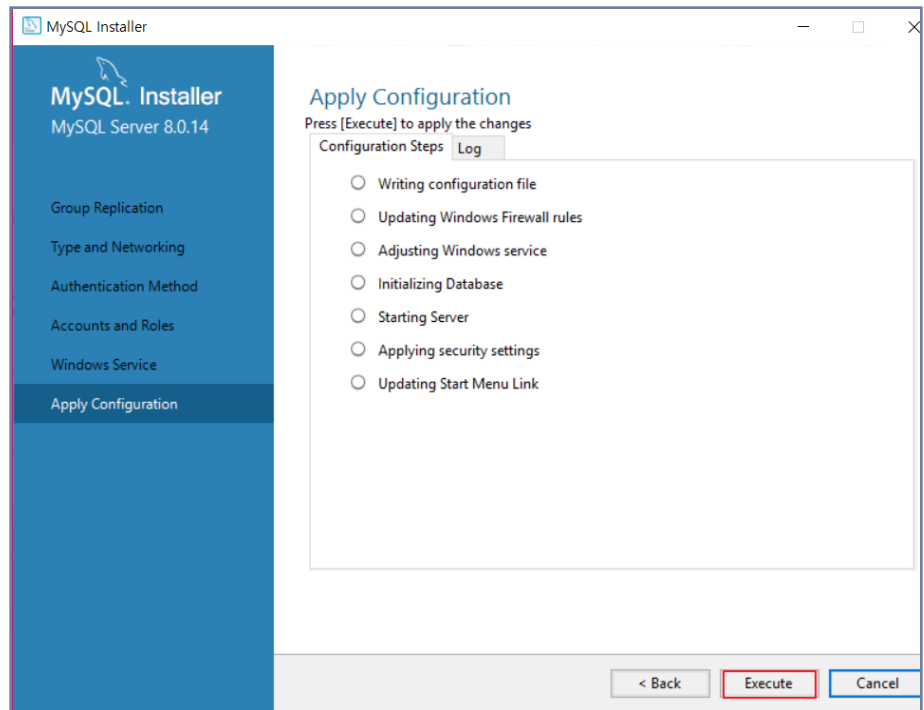 MySQL Installer
MySQL. Installer
MySQL Server 8.0.14
Group Replication
Type and Networking
Authentication Method
Accounts and Roles
Windows Service
Apply Configuration
Apply Configuration
Press [Execute] to apply the changes
Configuration Steps Log
Writing configuration file
Updating Windows Firewall rules
Adjusting Windows service
Initializing Database
Starting Server
Applying security settings
Updating Start Menu Link
< Back Execute Cancel